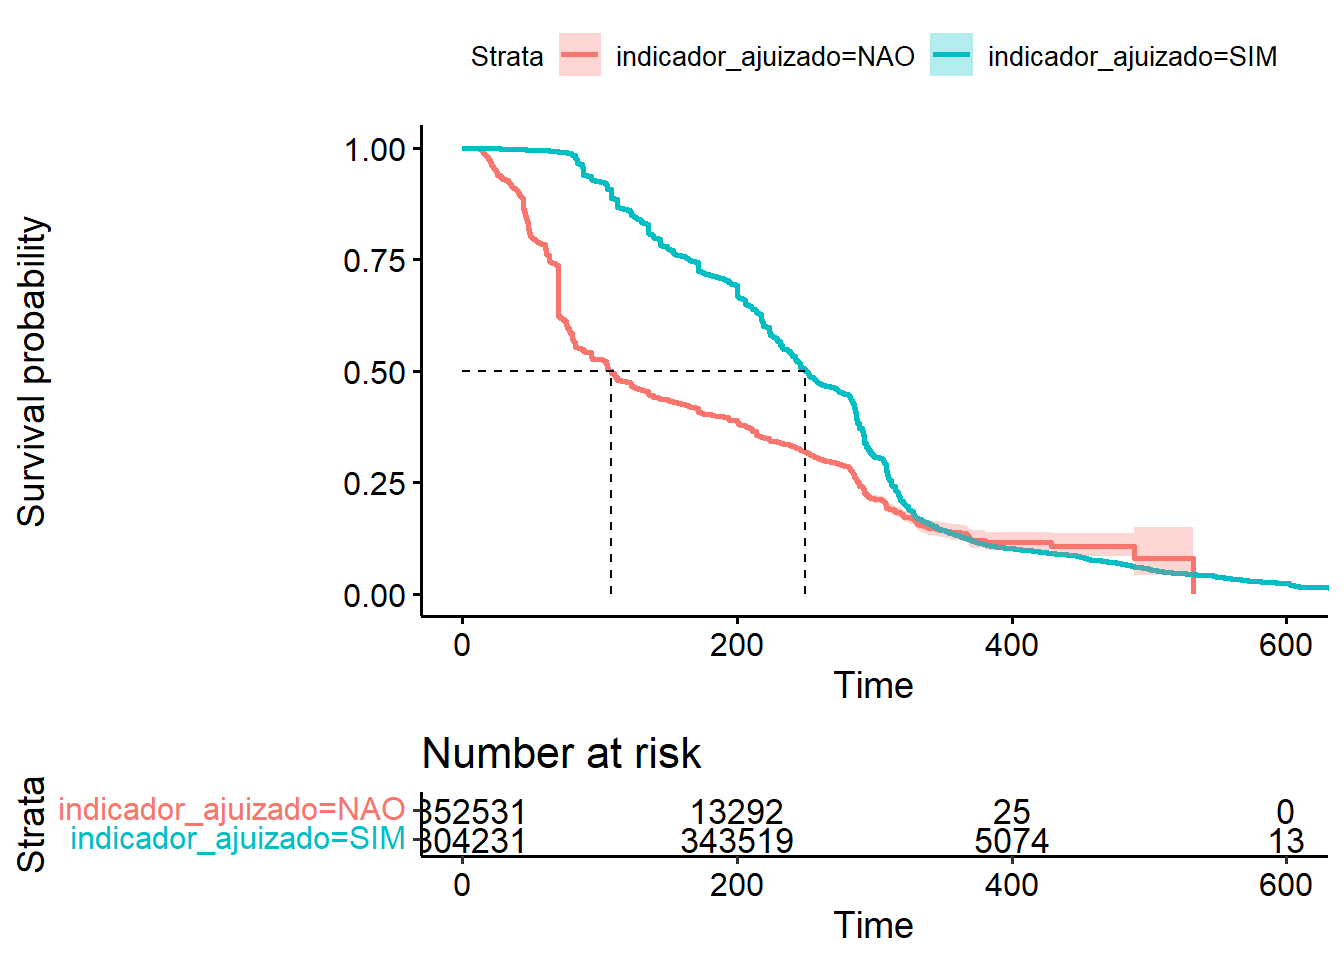 Strata indicador_ajuizado=NAO indicador_ajuizado=SIM
Survival probability
1.00
0.75
0.50
0.25
0.00
0 200 400 600
Time
Number at risk
Strata
indicador_ajuizado=NAO 13292 25 0
indicador_ajuizado=SIM 343519 5074 13
0 200 400 600
Time